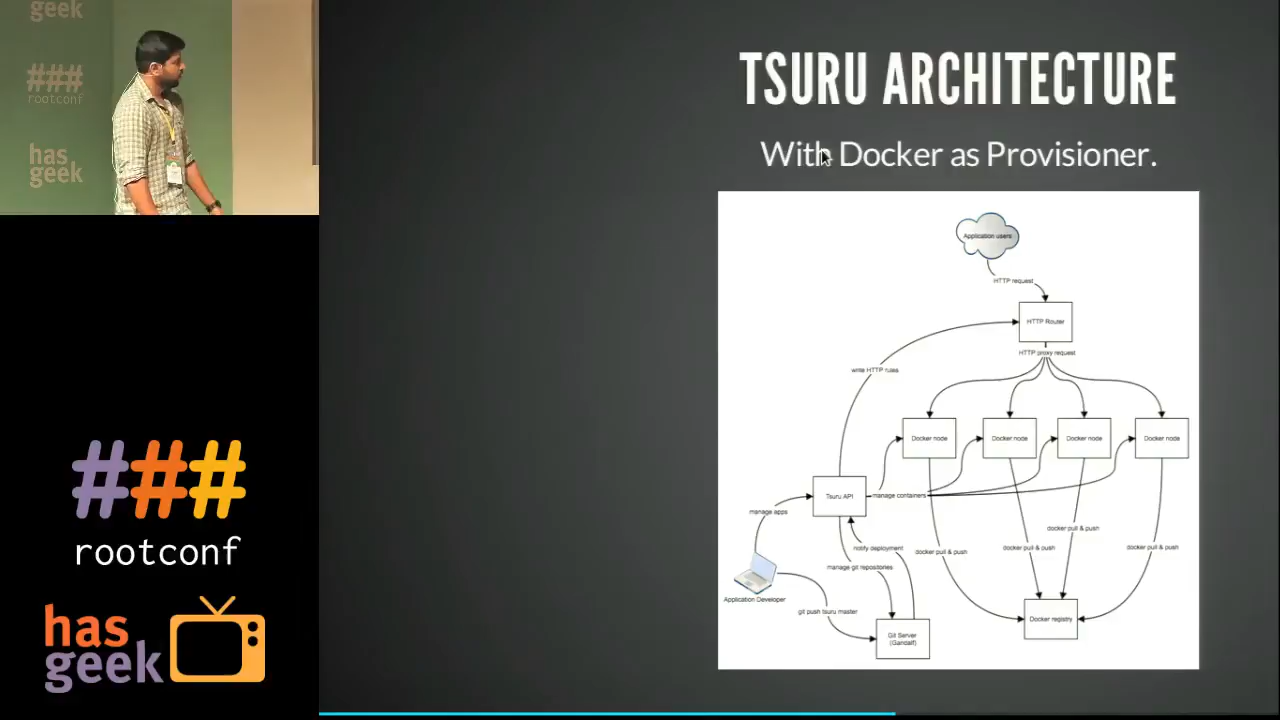 geek
###
rootconf
has
geek
###
rootconf
has
geek
TSURU ARCHITECTURE
With Docker as Provisioner.
Application users
HTTP request
HTTP Router
HTTP proxy request
write HTTP rules
Docker node
Docker node
Docker node
Docker node
Tsuru API
manage containers
manage apps
docker pull & push
notify deployment
docker pull & push
docker pull & push
docker pull & push
manage git repositories
Application Developer
git push tsuru master
Docker registry
Git Server
(Gandalf)